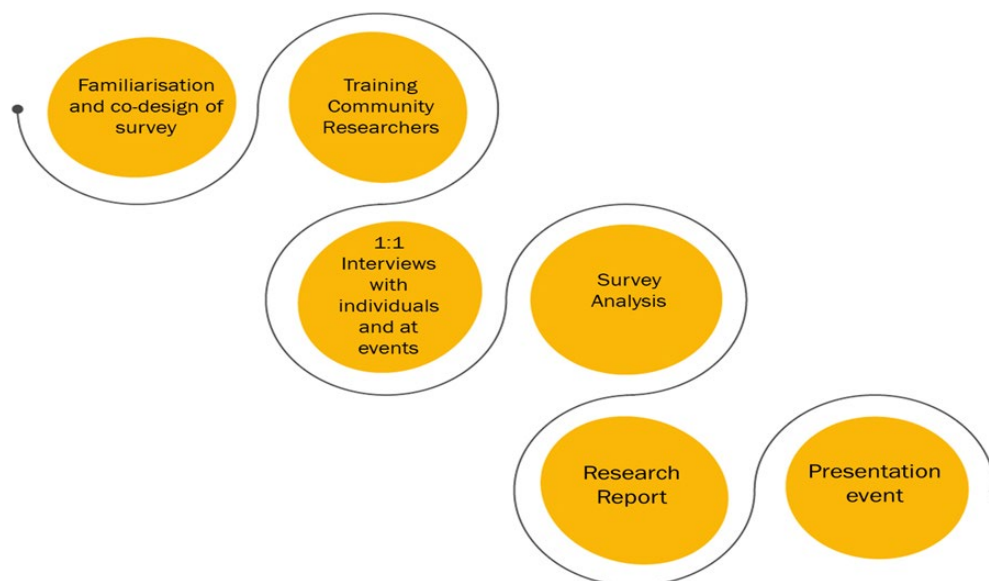 Familiarisation
and co-design of
survey
Training
Community
Researchers
1:1
Interviews
with
individuals
and at
events
Survey
Analysis
Research
Report
Presentation
event